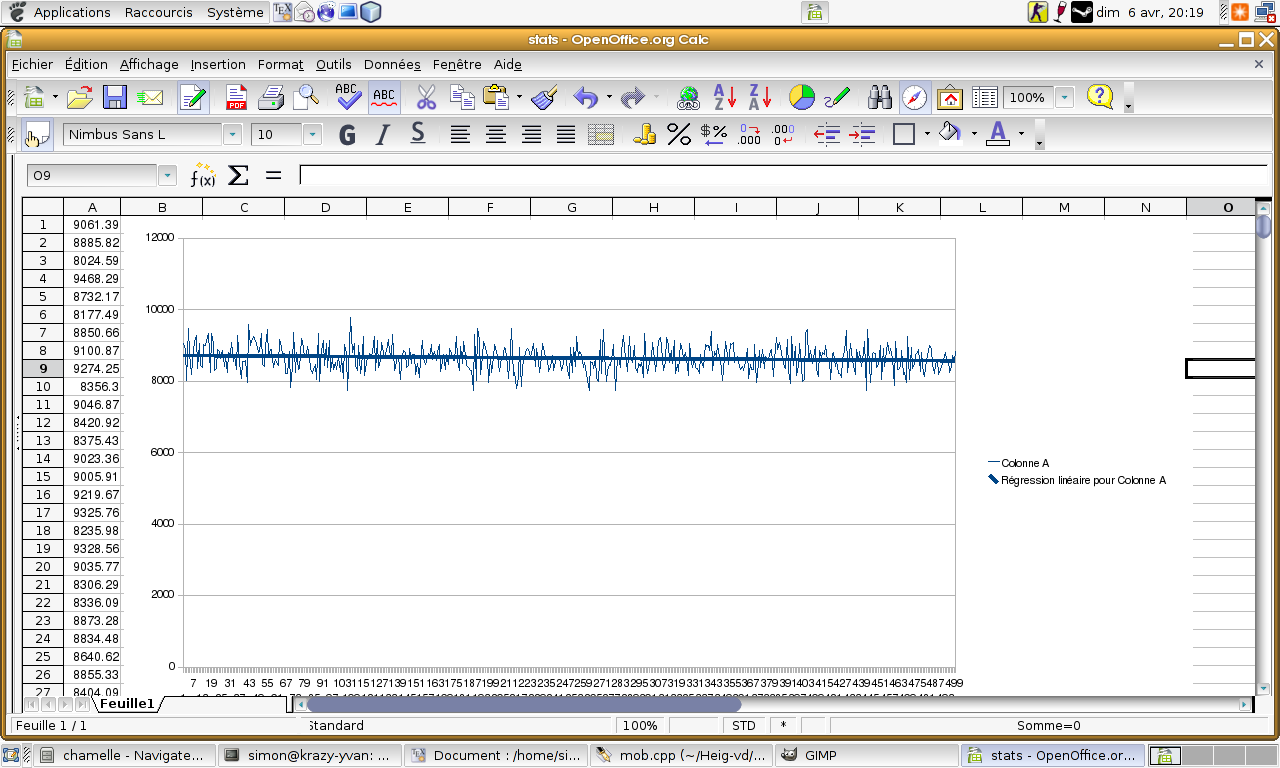 Applications Raccourcis Système dim 6 avr, 20:19
stats - OpenOffice.org Calc
Fichier Édition Affichage Insertion Format Outils Données Fenêtre Aide
100%
Nimbus Sans L 10
O9
A B C D E F G H I J K L M N O
1 9061.39
2 8885.82
3 8024.59
4 9468.29
5 8732.17
6 8177.49
7 8850.66
8 9100.87
9 9274.25
10 8356.3
11 9046.87
12 8420.92
13 8375.43
14 9023.36
15 9005.91
16 9219.67
17 9325.76
18 8235.98
19 9328.56
20 9035.77
21 8306.29
22 8336.09
23 8873.28
24 8834.48
25 8640.62
26 8855.33
27 8404.09
12000
10000
8000
6000
4000
2000
0
7 19 31 43 55 67 79 91 103115127139151163175187199211223235247259271283295307319331343355367379391403415427439451463475487499
Colonne A
Régression linéaire pour Colonne A
Feuille1
Feuille 1 / 1 Standard 100% STD * Somme=0
chamelle - Navigate... simon@krazy-yvan: ... Document : /home/si... mob.cpp (~/Heig-vd/... GIMP stats - OpenOffice.or...